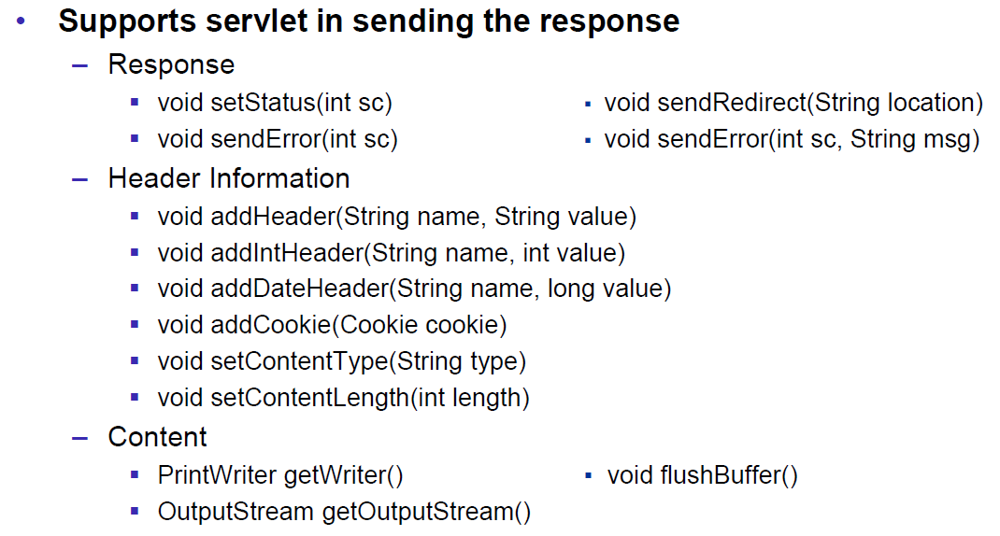 • Supports servlet in sending the response
– Response
▪ void setStatus(int sc) ▪ void sendRedirect(String location)
▪ void sendError(int sc) ▪ void sendError(int sc, String msg)
– Header Information
▪ void addHeader(String name, String value)
▪ void addIntHeader(String name, int value)
▪ void addDateHeader(String name, long value)
▪ void addCookie(Cookie cookie)
▪ void setContentType(String type)
▪ void setContentLength(int length)
– Content
▪ PrintWriter getWriter() ▪ void flushBuffer()
▪ OutputStream getOutputStream()